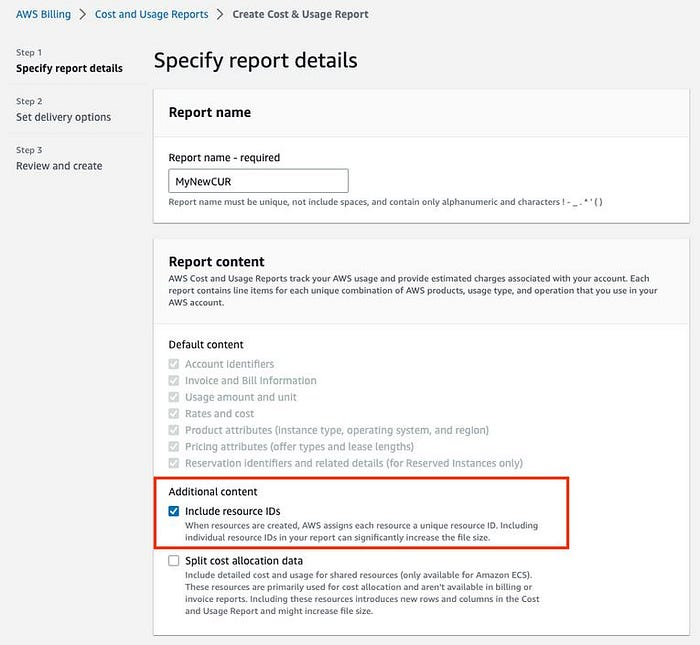 AWS Billing > Cost and Usage Reports > Create Cost & Usage Report
Step 1
Specify report details
Step 2
Set delivery options
Step 3
Review and create
Specify report details
Report name
Report name - required
MyNewCUR
Report name must be unique, not include spaces, and contain only alphanumeric and characters ! - _ . * ' ( )
Report content
AWS Cost and Usage Reports track your AWS usage and provide estimated charges associated with your account. Each
report contains line items for each unique combination of AWS products, usage type, and operation that you use in your
AWS account.
Default content
Account identifiers
Invoice and Bill Information
Usage amount and unit
Rates and cost
Product attributes (instance type, operating system, and region)
Pricing attributes (offer types and lease lengths)
Reservation identifiers and related details (for Reserved Instances only)
Additional content
Include resource IDs
When resources are created, AWS assigns each resource a unique resource ID. Including
individual resource IDs in your report can significantly increase the file size.
Split cost allocation data
Include detailed cost and usage for shared resources (only available for Amazon ECS).
These resources are primarily used for cost allocation and aren't available in billing or
invoice reports. Including these resources introduces new rows and columns in the Cost
and Usage Report and might increase file size.